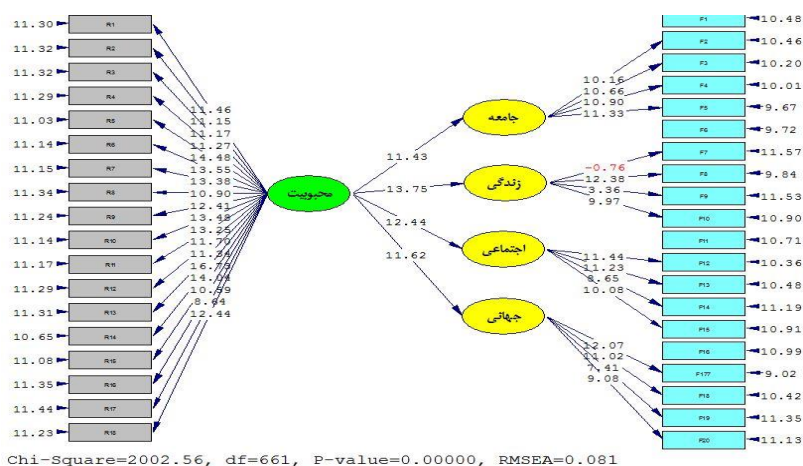 11.30 R1
11.32 R2
11.32 R3
11.29 R4
11.03 R5
11.14 R6
11.15 R7
11.34 R8
11.24 R9
11.14 R10
11.17 R11
11.29 R12
11.31 R13
10.65 R14
11.08 R15
11.35 R16
11.44 R17
11.23 R18
11.46
11.15
11.17
11.27
14.48
13.55
13.38
10.90
12.41
13.48
13.25
11.70
11.34
16.75
14.04
10.59
8.64
12.44
محبوبیت
11.43
13.75
12.44
11.62
جامعه
زندگی
اجتماعی
جهانی
10.16
10.66
10.90
11.33
-0.76
12.38
3.36
9.97
11.44
11.23
8.65
10.08
12.07
11.02
7.41
9.08
F1 10.48
F2 10.46
F3 10.20
F4 10.01
F5 9.67
F6 9.72
F7 11.57
F8 9.84
F9 11.53
F10 10.90
F11 10.71
F12 10.36
F13 10.48
F14 11.19
F15 10.91
F16 10.99
F177 9.02
F18 10.42
F19 11.35
F20 11.13
Chi-Square=2002.56, df=661, P-value=0.00000, RMSEA=0.081